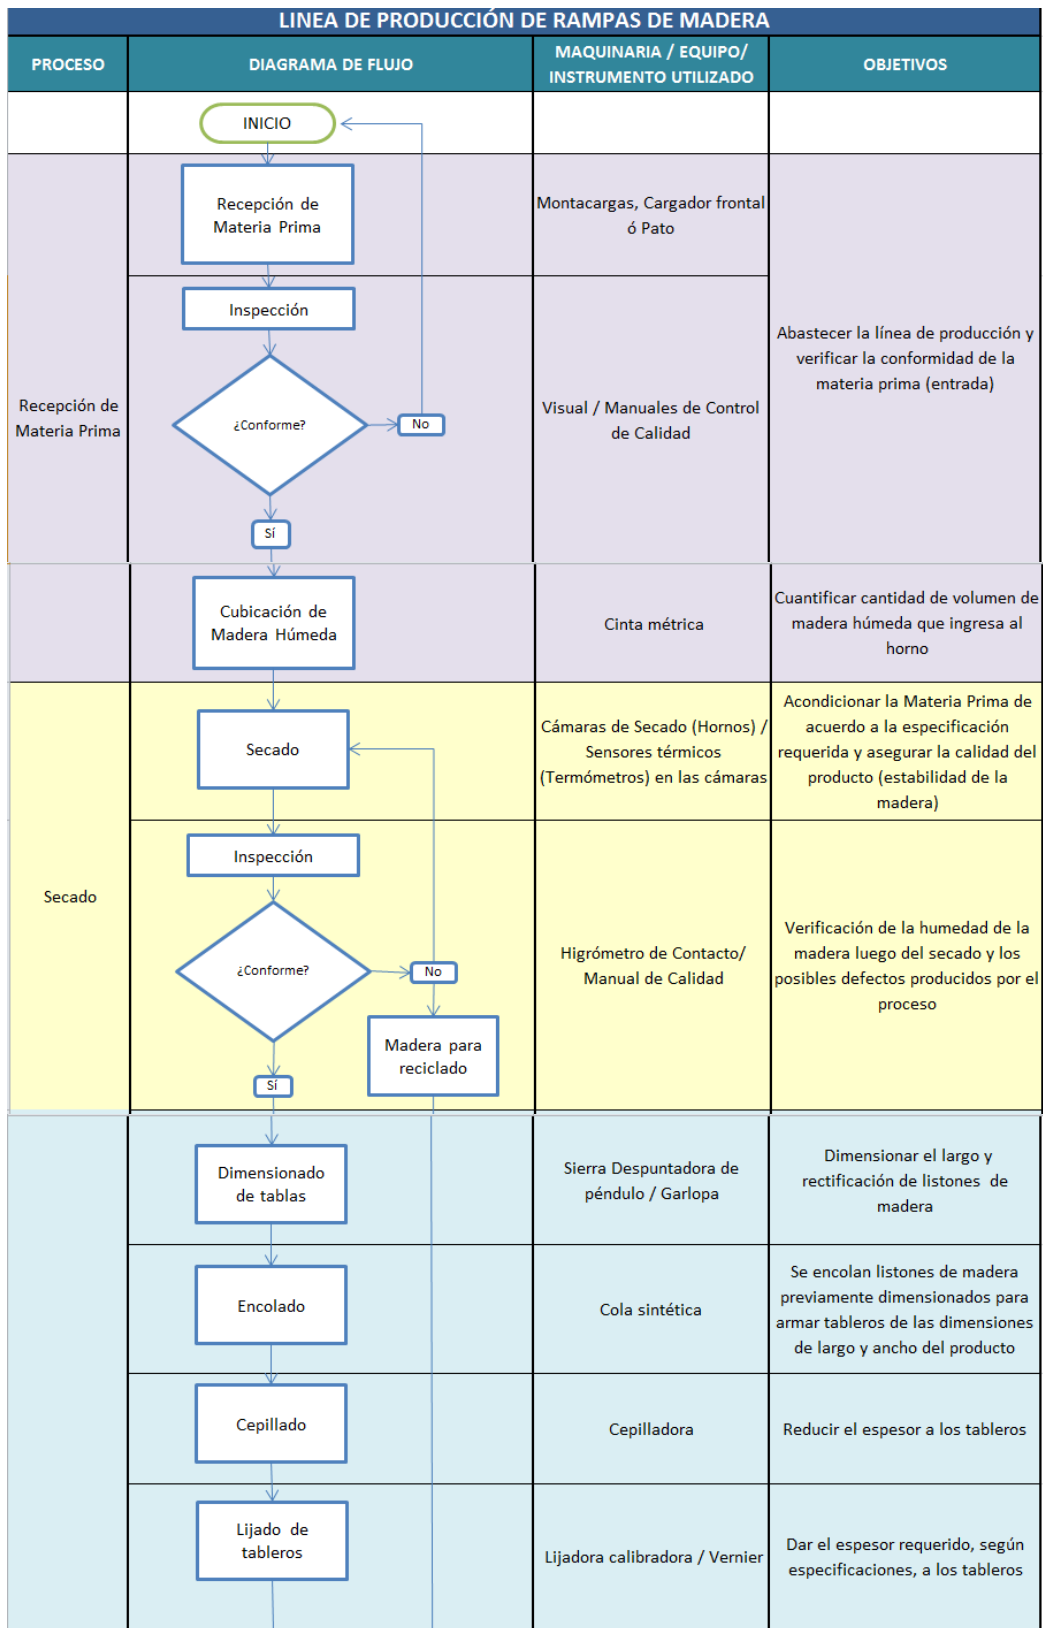 LINEA DE PRODUCCIÓN DE RAMPAS DE MADERA
PROCESO
DIAGRAMA DE FLUJO
MAQUINARIA / EQUIPO/
INSTRUMENTO UTILIZADO
OBJETIVOS
INICIO
Recepción de
Materia Prima
Recepción de
Materia Prima
Montacargas, Cargador frontal
ó Pato
Abastecer la línea de producción y
verificar la conformidad de la
materia prima (entrada)
Inspección
¿Conforme?
No
Sí
Visual / Manuales de Control
de Calidad
Cubicación de
Madera Húmeda
Cinta métrica
Cuantificar cantidad de volumen de
madera húmeda que ingresa al
horno
Secado
Secado
Cámaras de Secado (Hornos) /
Sensores térmicos
(Termómetros) en las cámaras
Acondicionar la Materia Prima de
acuerdo a la especificación
requerida y asegurar la calidad del
producto (estabilidad de la
madera)
Inspección
¿Conforme?
No
Madera para
reciclado
Sí
Higrómetro de Contacto/
Manual de Calidad
Verificación de la humedad de la
madera luego del secado y los
posibles defectos producidos por el
proceso
Dimensionado
de tablas
Sierra Despuntadora de
péndulo / Garlopa
Dimensionar el largo y
rectificación de listones de
madera
Encolado
Cola sintética
Se encolan listones de madera
previamente dimensionados para
armar tableros de las dimensiones
de largo y ancho del producto
Cepillado
Cepilladora
Reducir el espesor a los tableros
Lijado de
tableros
Lijadora calibradora / Vernier
Dar el espesor requerido, según
especificaciones, a los tableros